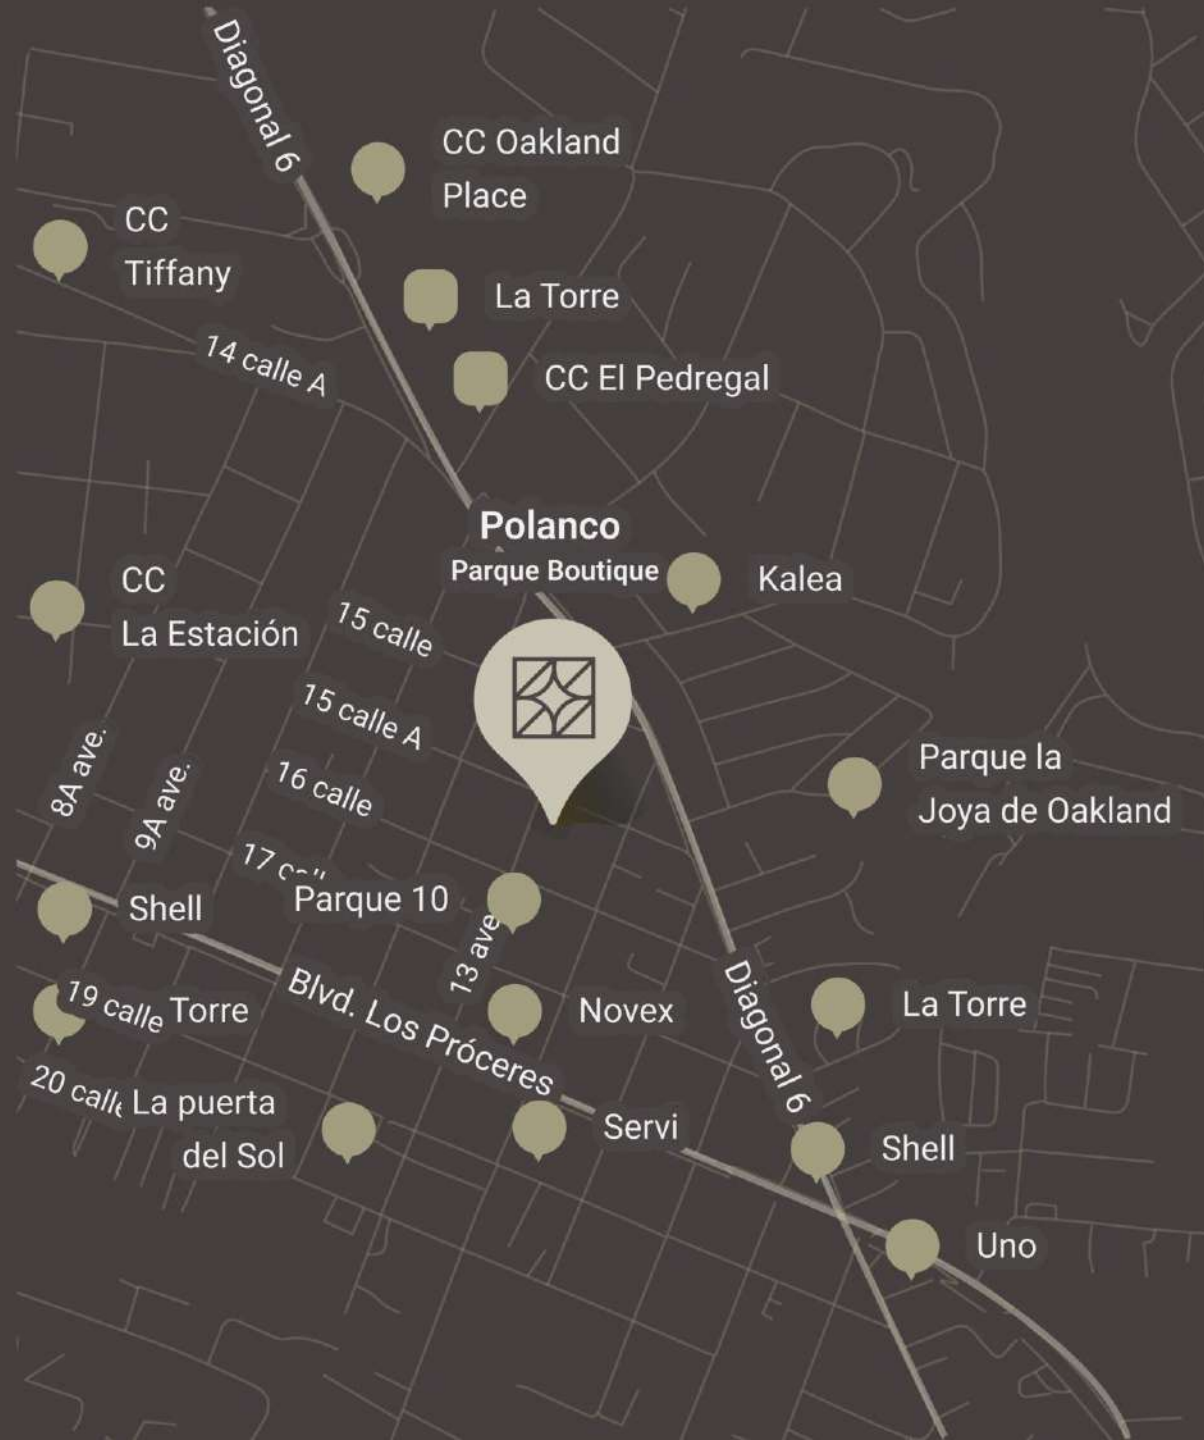 Diagonal 6
CC Oakland
Place
CC
Tiffany
La Torre
14 calle A
CC El Pedregal
Polanco
Parque Boutique
Kalea
CC
La Estación
15 calle
15 calle A
8A ave.
9A ave.
16 calle
Parque la
Joya de Oakland
17
Parque 10
Shell
13 ave
Diagonal 6
19 calle
Torre
Blvd. Los Próceres
Novex
La Torre
20 calle
La puerta
del Sol
Servi
Shell
Uno